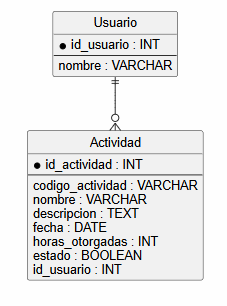 Usuario
id_usuario : INT
nombre : VARCHAR
Actividad
id_actividad : INT
codigo_actividad : VARCHAR
nombre : VARCHAR
descripcion : TEXT
fecha : DATE
horas_otorgadas : INT
estado : BOOLEAN
id_usuario : INT